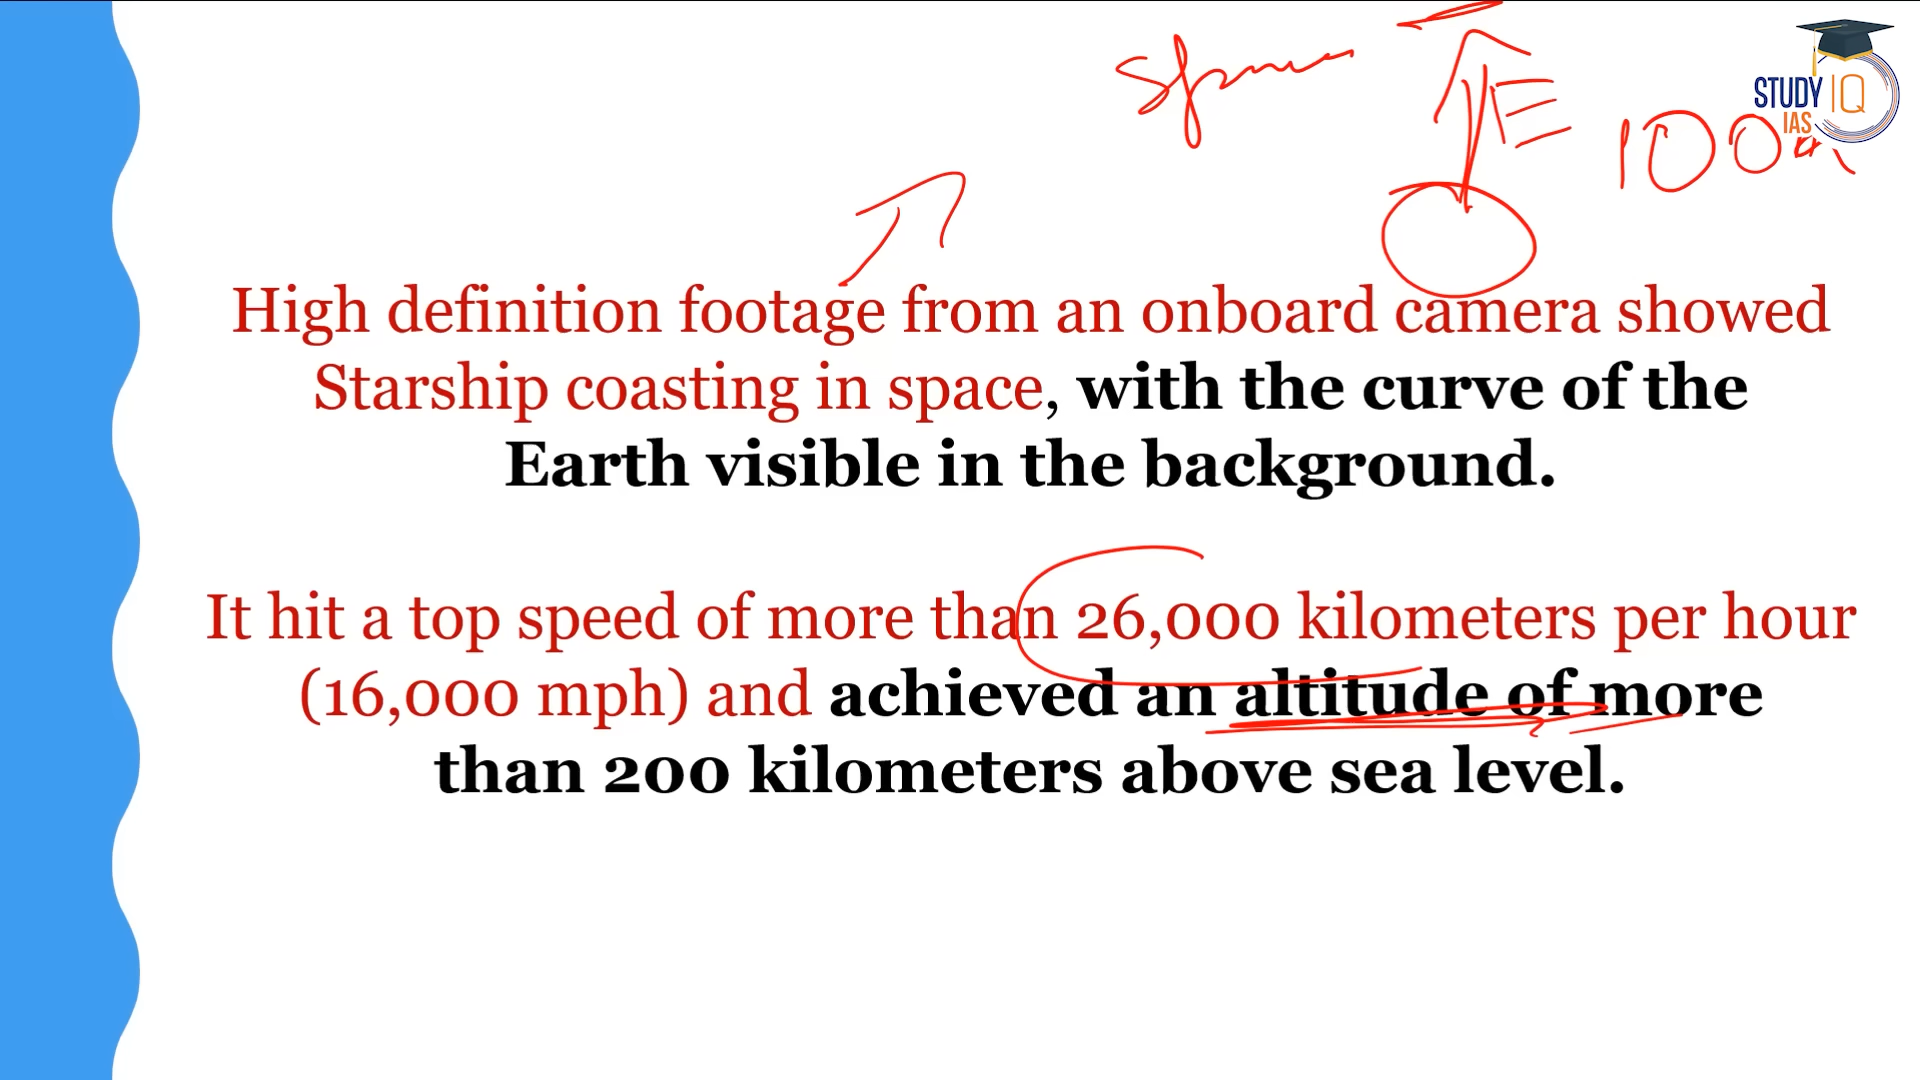 STUDY IQ
IAS
100
High definition footage from an onboard camera showed
Starship coasting in space, with the curve of the
Earth visible in the background.
It hit a top speed of more than 26,000 kilometers per hour
(16,000 mph) and achieved an altitude of more
than 200 kilometers above sea level.